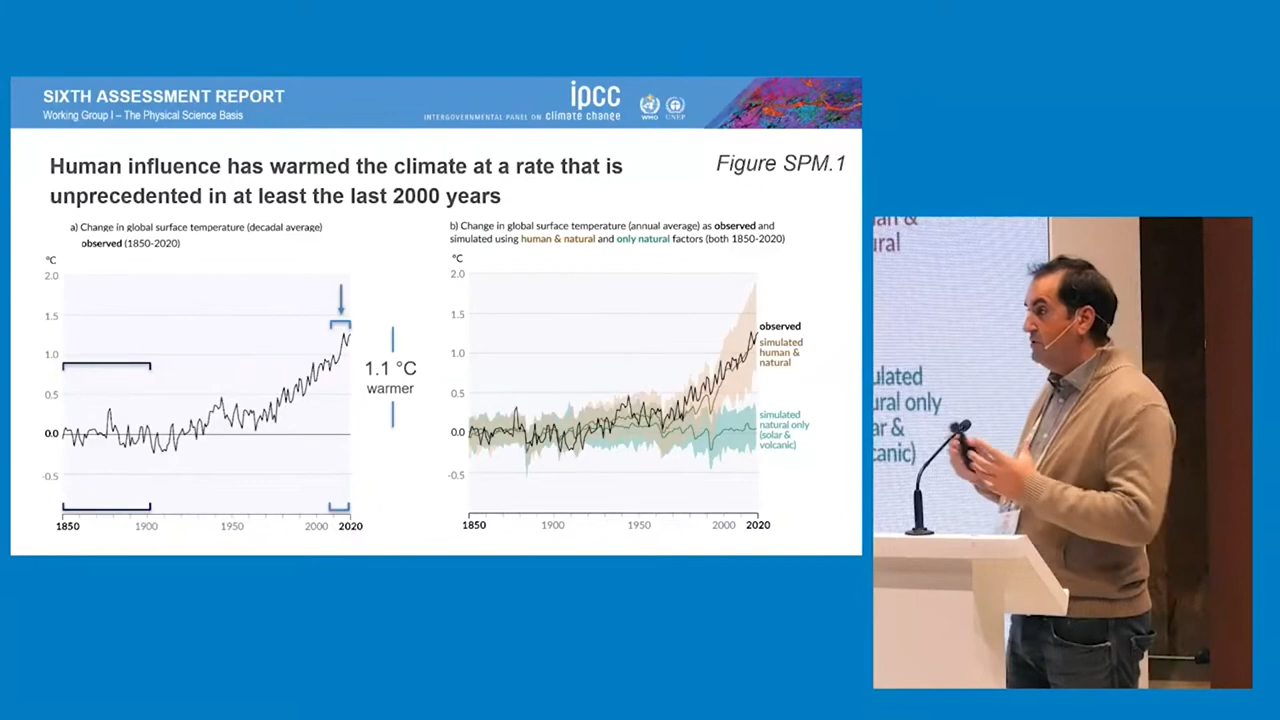 SIXTH ASSESSMENT REPORT
Working Group I – The Physical Science Basis
ipcc
INTERGOVERNMENTAL PANEL ON climate change
WMO
UNEP
Human influence has warmed the climate at a rate that is
unprecedented in at least the last 2000 years
Figure SPM.1
a) Change in global surface temperature (decadal average)
observed (1850-2020)
°C
2.0
1.5
1.0
0.5
0.0
-0.5
1850
1900
1950
2000
2020
1.1 °C
warmer
b) Change in global surface temperature (annual average) as observed and
simulated using human & natural and only natural factors (both 1850-2020)
°C
2.0
1.5
1.0
0.5
0.0
-0.5
1850
1900
1950
2000
2020
observed
simulated
human &
natural
simulated
natural only
(solar &
volcanic)
an &
ural
ulated
ural only
ar &
canic)